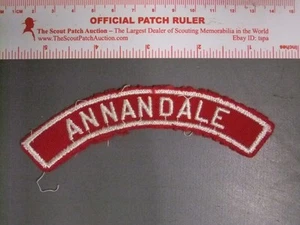 OFFICIAL PATCH RULER
The Scout Patch Auction – The Largest Dealer of Scouting Memorabilia in the World
www.TheScoutPatchAuction.com
Ebay ID: tspa
ANNANDALE